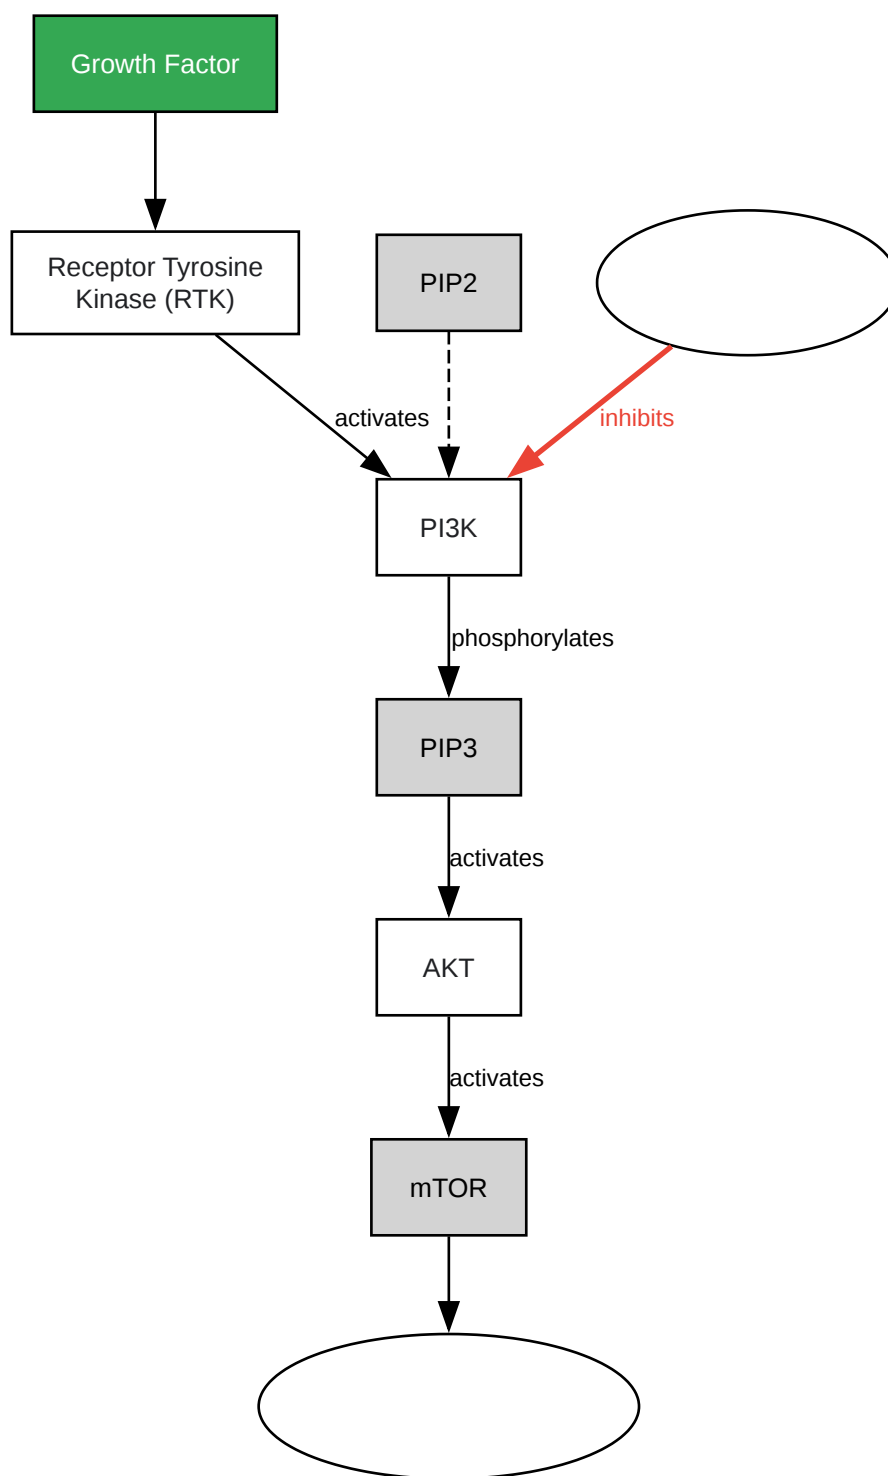 Growth Factor
Receptor Tyrosine
Kinase (RTK)
PIP2
activates
inhibits
PI3K
phosphorylates
PIP3
activates
AKT
activates
mTOR